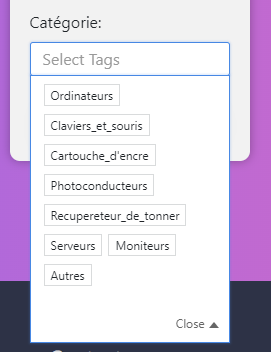 Catégorie:
Select Tags
Ordinateurs
Claviers_et_souris
Cartouche_d'encre
Photoconducteurs
Recupereteur_de_tonner
Serveurs Moniteurs
Autres
Close